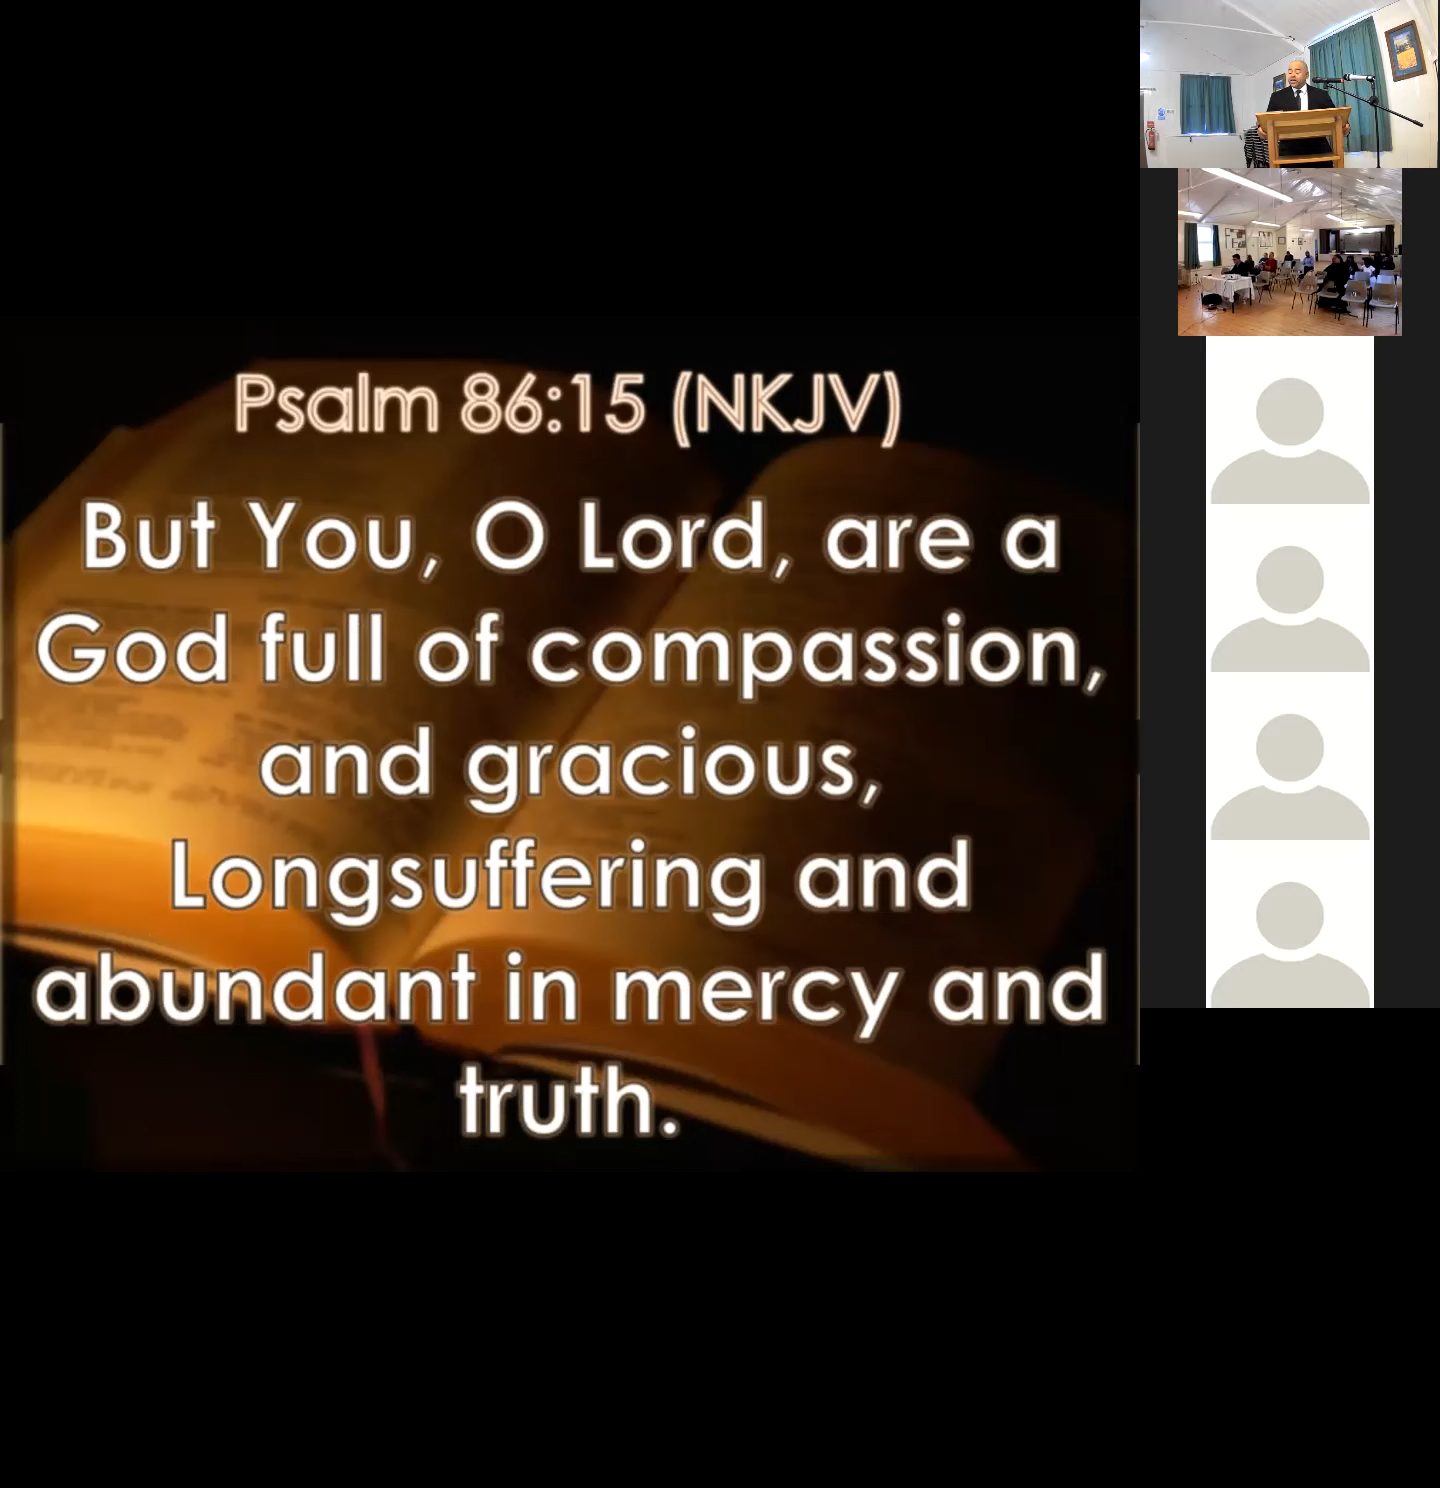 Psalm 86:15 (NKJV)
But You, O Lord, are a
God full of compassion,
and gracious,
Longsuffering and
abundant in mercy and
truth.